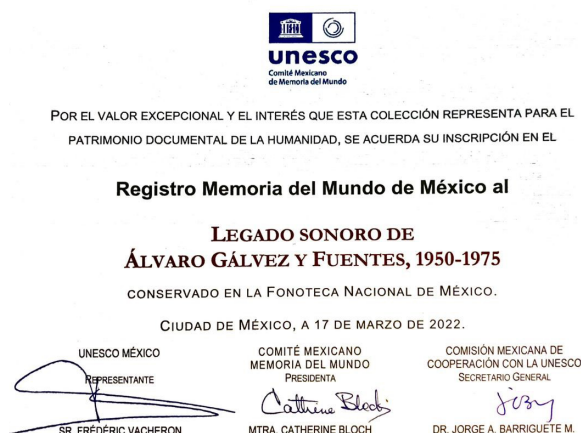 unesco
Comité Mexicano
de Memoria del Mundo
POR EL VALOR EXCEPCIONAL Y EL INTERÉS QUE ESTA COLECCIÓN REPRESENTA PARA EL
PATRIMONIO DOCUMENTAL DE LA HUMANIDAD, SE ACUERDA SU INSCRIPCIÓN EN EL
Registro Memoria del Mundo de México al
LEGADO SONORO DE
ÁLVARO GÁLVEZ Y FUENTES, 1950-1975
CONSERVADO EN LA FONOTECA NACIONAL DE MÉXICO.
CIUDAD DE MÉXICO, A 17 DE MARZO DE 2022.
UNESCO MÉXICO
REPRESENTANTE
SR. FRÉDÉRIC VACHERON
COMITÉ MEXICANO
MEMORIA DEL MUNDO
PRESIDENTA
Catherine Bloch
MTRA. CATHERINE BLOCH
COMISIÓN MEXICANA DE
COOPERACIÓN CON LA UNESCO
SECRETARIO GENERAL
DR. JORGE A. BARRIGUETE M.